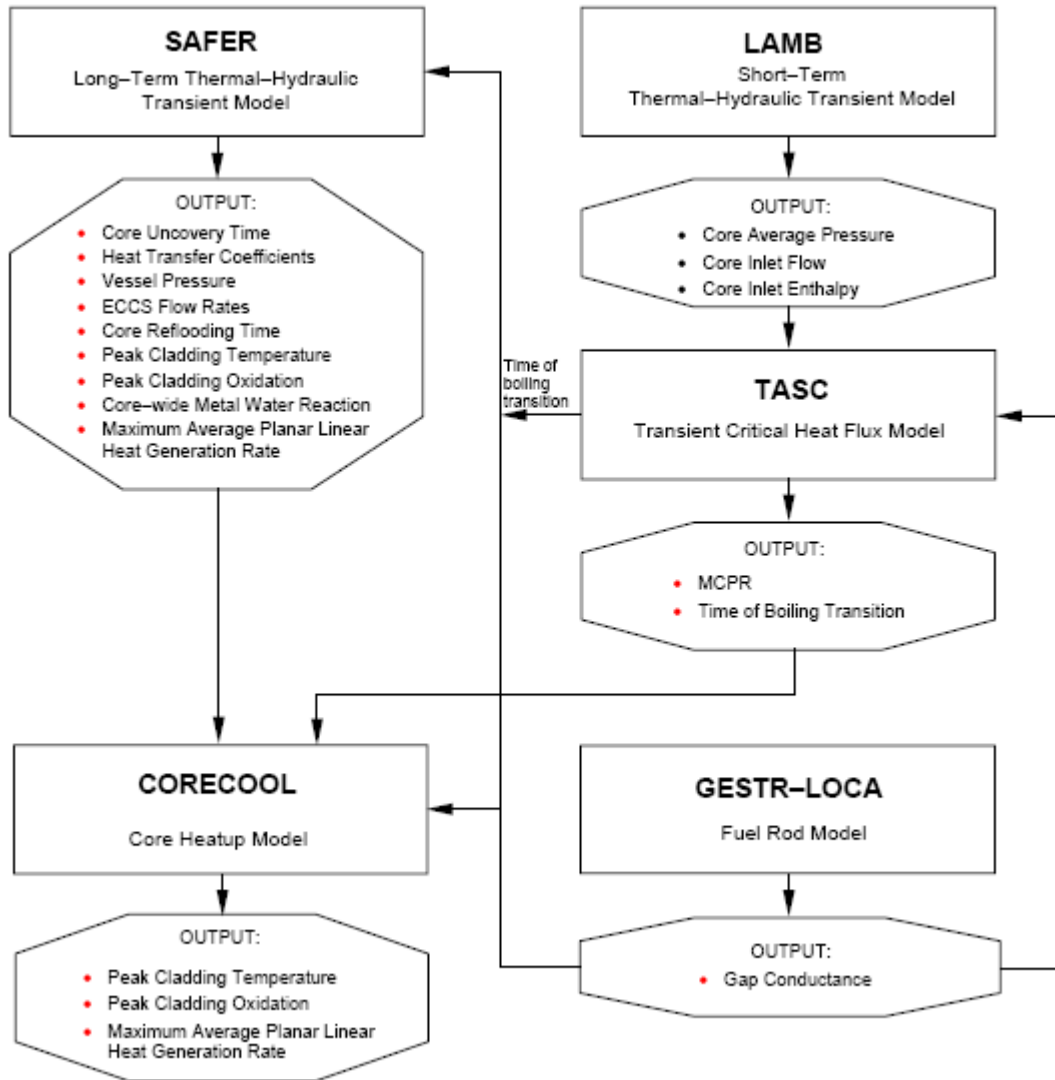 SAFER
Long–Term Thermal–Hydraulic
Transient Model
OUTPUT:
• Core Uncovery Time
• Heat Transfer Coefficients
• Vessel Pressure
• ECCS Flow Rates
• Core Reflooding Time
• Peak Cladding Temperature
• Peak Cladding Oxidation
• Core–wide Metal Water Reaction
• Maximum Average Planar Linear
Heat Generation Rate
LAMB
Short–Term
Thermal–Hydraulic Transient Model
OUTPUT:
• Core Average Pressure
• Core Inlet Flow
• Core Inlet Enthalpy
Time of
boiling
transition
TASC
Transient Critical Heat Flux Model
OUTPUT:
• MCPR
• Time of Boiling Transition
CORECOOL
Core Heatup Model
OUTPUT:
• Peak Cladding Temperature
• Peak Cladding Oxidation
• Maximum Average Planar Linear
Heat Generation Rate
GESTR–LOCA
Fuel Rod Model
OUTPUT:
• Gap Conductance